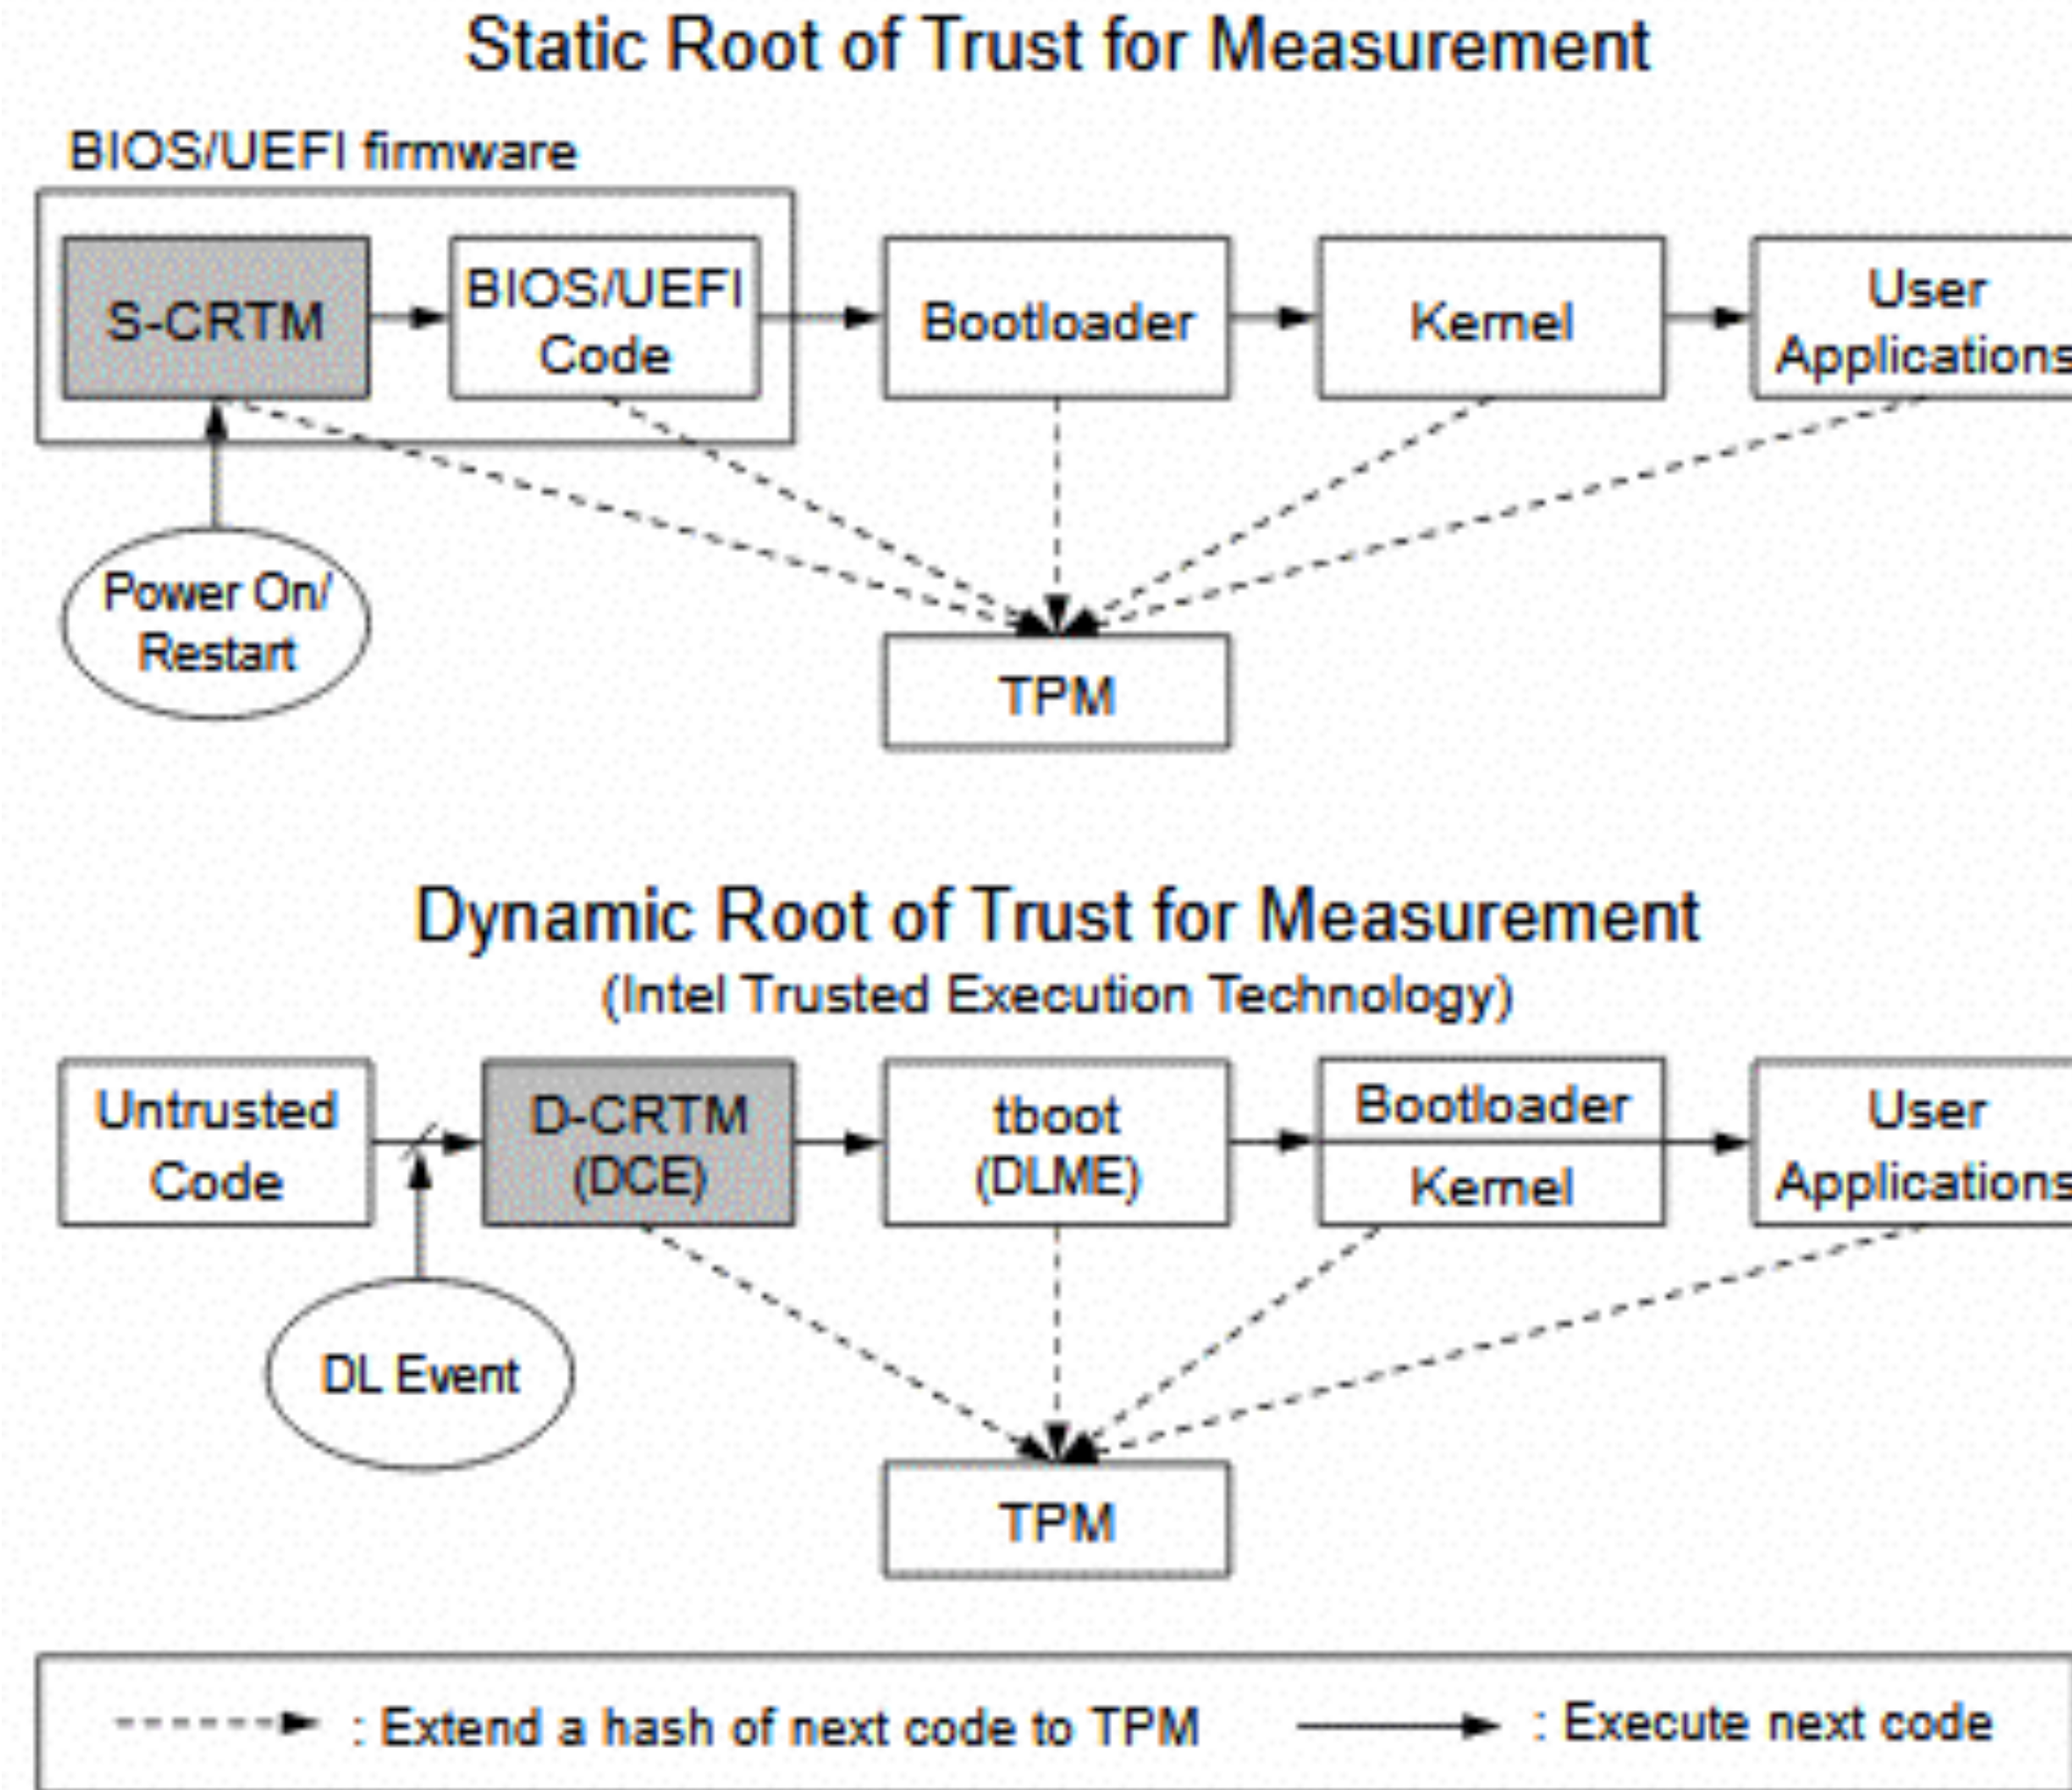 Static Root of Trust for Measurement
BIOS/UEFI firmware
S-CRTM
BIOS/UEFI
Code
Bootloader
Kernel
User
Applications
Power On/
Restart
TPM
Dynamic Root of Trust for Measurement
(Intel Trusted Execution Technology)
Untrusted
Code
D-CRTM
(DCE)
tboot
(DLME)
Bootloader
Kernel
User
Applications
DL Event
TPM
: Extend a hash of next code to TPM
: Execute next code